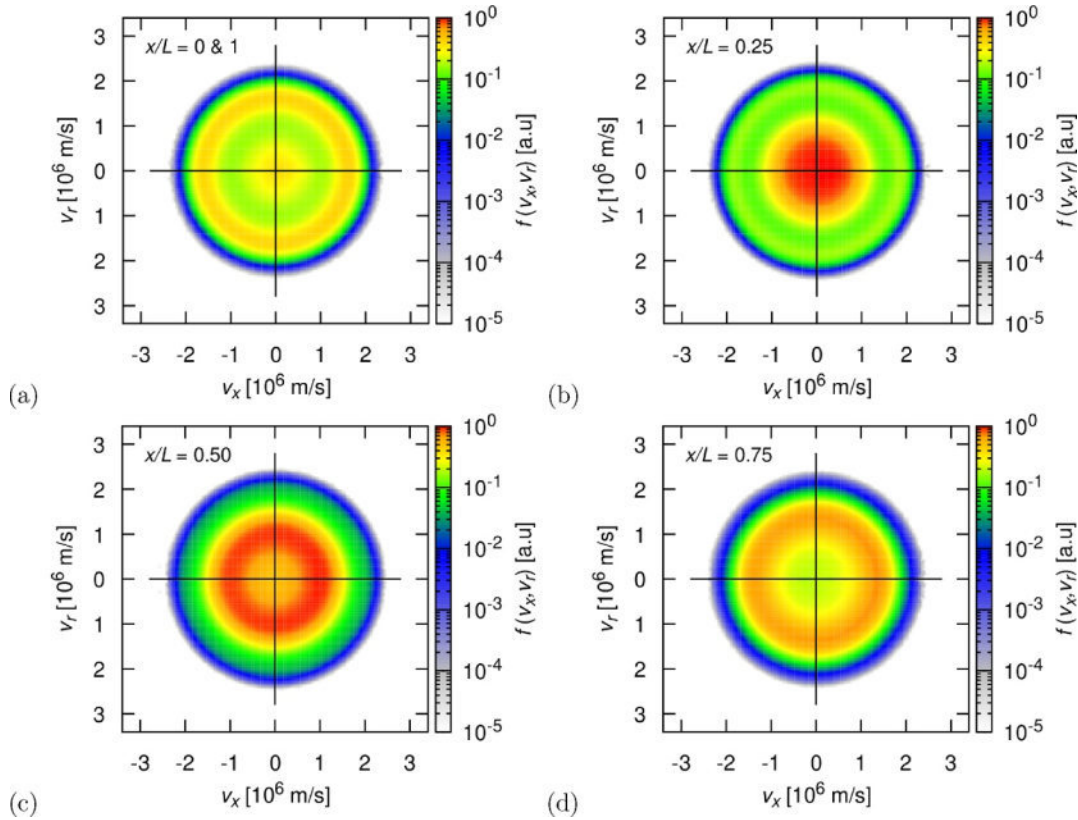 x/L = 0 & 1
3
2
1
0
1
2
3
v_r [10^6 m/s]
-3 -2 -1 0 1 2 3
v_x [10^6 m/s]
10^0
10^-1
10^-2
10^-3
10^-4
10^-5
f (v_x,v_r) [a.u]
(a)
x/L = 0.25
3
2
1
0
1
2
3
v_r [10^6 m/s]
-3 -2 -1 0 1 2 3
v_x [10^6 m/s]
10^0
10^-1
10^-2
10^-3
10^-4
10^-5
f (v_x,v_r) [a.u]
(b)
x/L = 0.50
3
2
1
0
1
2
3
v_r [10^6 m/s]
-3 -2 -1 0 1 2 3
v_x [10^6 m/s]
10^0
10^-1
10^-2
10^-3
10^-4
10^-5
f (v_x,v_r) [a.u]
(c)
x/L = 0.75
3
2
1
0
1
2
3
v_r [10^6 m/s]
-3 -2 -1 0 1 2 3
v_x [10^6 m/s]
10^0
10^-1
10^-2
10^-3
10^-4
10^-5
f (v_x,v_r) [a.u]
(d)